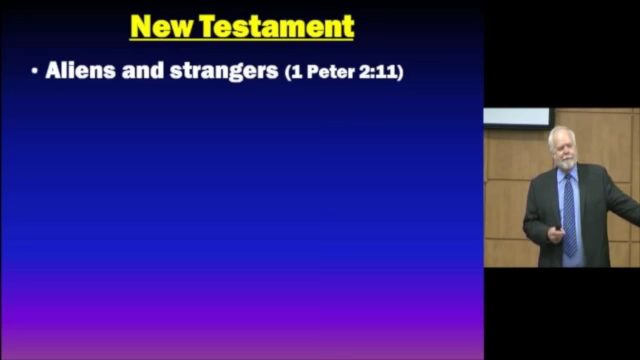 New Testament
• Aliens and strangers (1 Peter 2:11)